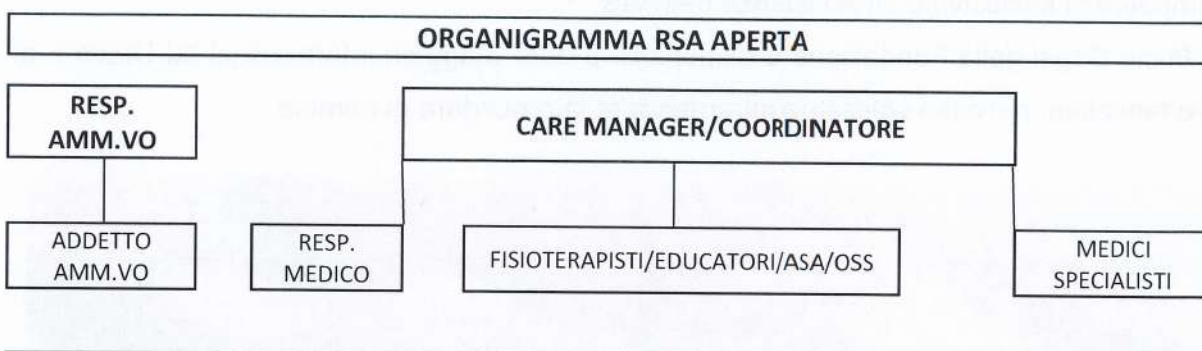 ORGANIGRAMMA RSA APERTA
RESP.
AMM.VO
CARE MANAGER/COORDINATORE
ADDETTO
AMM.VO
RESP.
MEDICO
FISIOTERAPISTI/EDUCATORI/ASA/OSS
MEDICI
SPECIALISTI